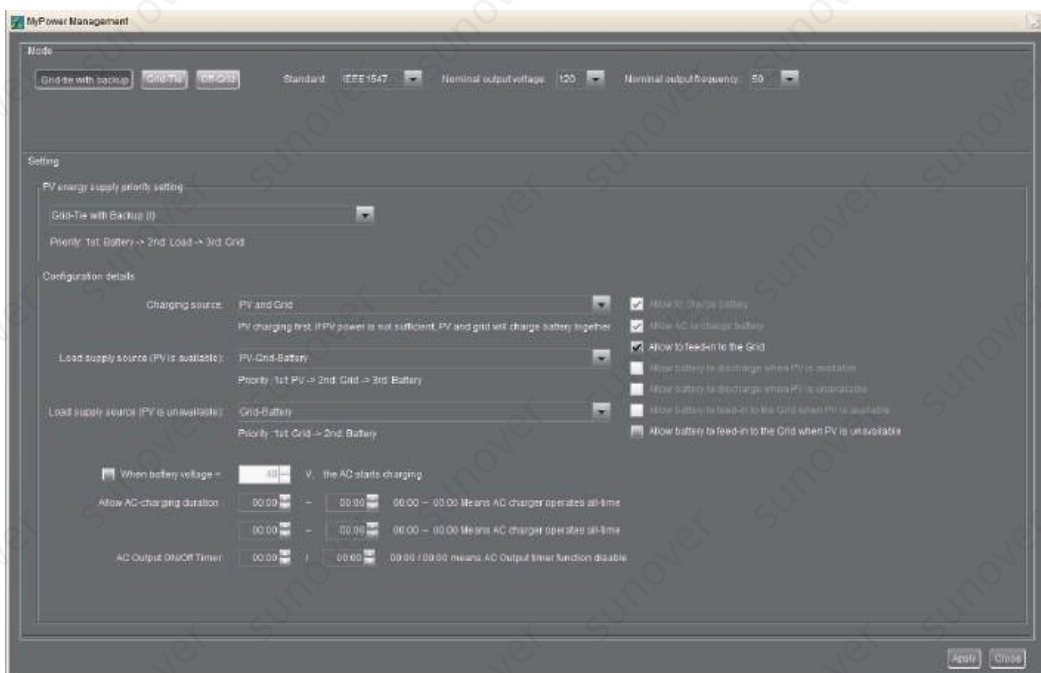 MyPower Management
Mode
Grid-tie with backup Grid-Tie Off-Grid Standard: IEEE1547 Nominal output voltage: 120 Nominal output frequency: 50
Setting
PV energy supply priority setting
Grid-Tie with Backup (I)
Priority: 1st: Battery -> 2nd: Load -> 3rd: Grid
Configuration details
Charging source: PV and Grid
PV charging first, If PV power is not sufficient, PV and grid will charge battery together
Load supply source (PV is available): PV-Grid-Battery
Priority: 1st: PV -> 2nd: Grid -> 3rd: Battery
Load supply source (PV is unavailable): Grid-Battery
Priority: 1st: Grid -> 2nd: Battery
Allow to charge battery
Allow AC to charge battery
Allow to feed-in to the Grid
Allow battery to discharge when PV is available
Allow battery to discharge when PV is unavailable
Allow battery to feed-in to the Grid when PV is available
Allow battery to feed-in to the Grid when PV is unavailable
When battery voltage V, the AC starts charging
Allow AC-charging duration: 00:00 ~ 00:00 00:00 ~ 00:00 Means AC charger operates all-time
00:00 ~ 00:00 00:00 ~ 00:00 Means AC charger operates all-time
AC Output ON/Off Timer: 00:00 / 00:00 00:00 / 00:00 means AC Output timer function disable
Apply Close
sunover